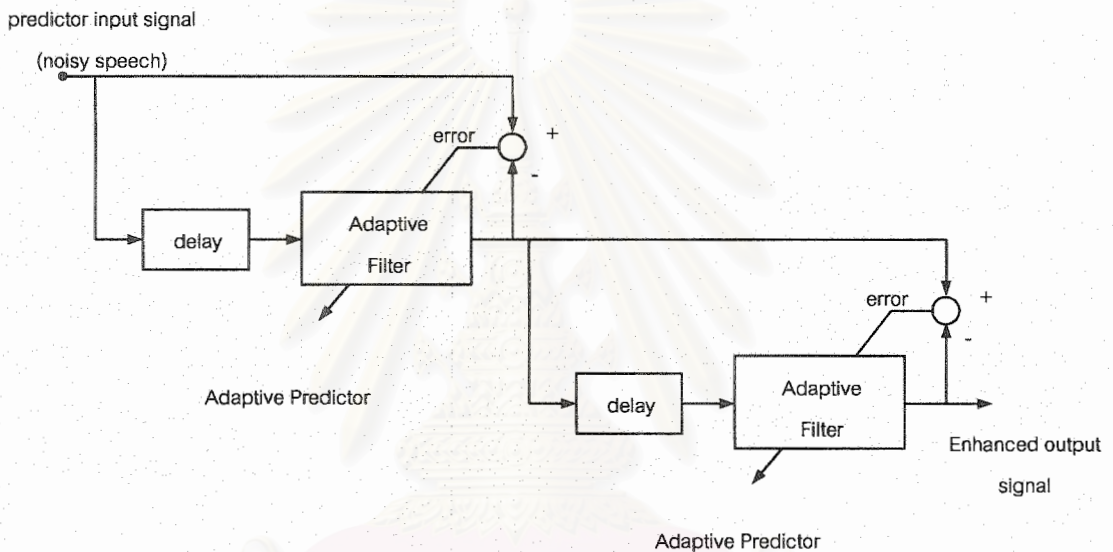 predictor input signal
(noisy speech)
error
+
-
delay
Adaptive
Filter
Adaptive Predictor
error
+
-
delay
Adaptive
Filter
Enhanced output
signal
Adaptive Predictor